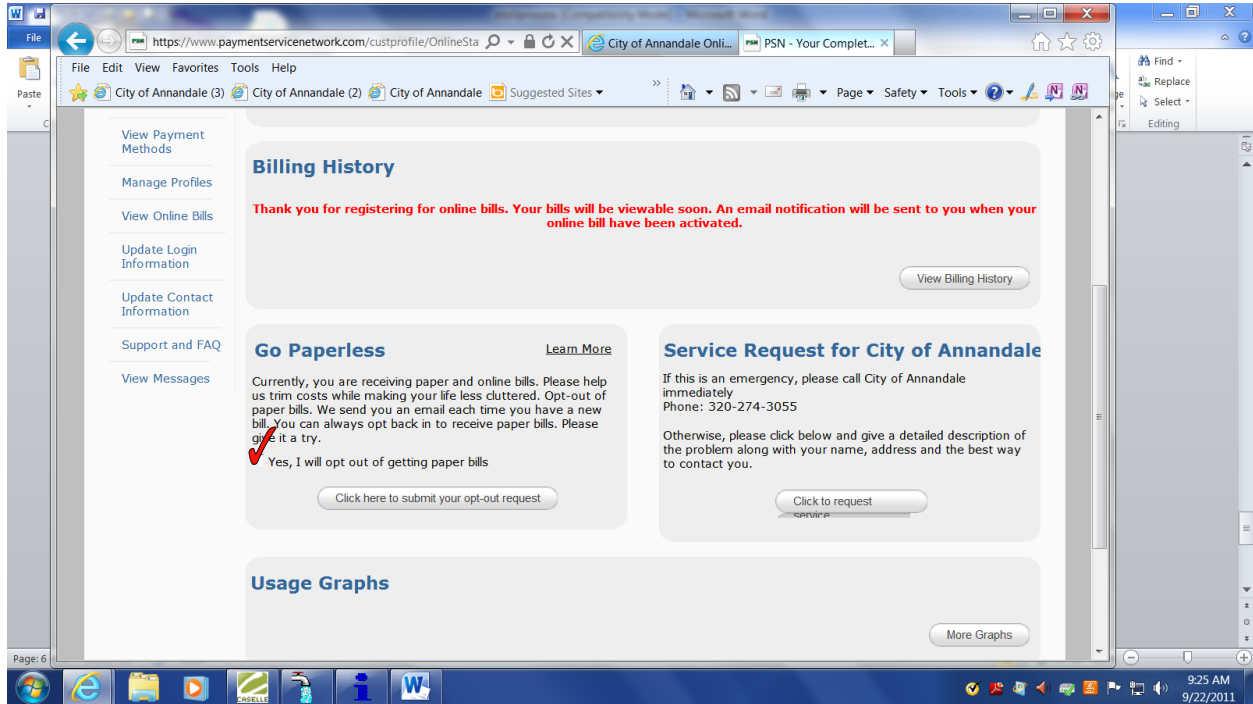 File
Paste
https://www.paymentservicenetwork.com/custprofile/OnlineSta
City of Annandale Onli...
PSN - Your Complet...
File Edit View Favorites Tools Help
City of Annandale (3) City of Annandale (2) City of Annandale Suggested Sites
Page Safety Tools
Find
Replace
Select
Editing
View Payment
Methods
Manage Profiles
View Online Bills
Update Login
Information
Update Contact
Information
Support and FAQ
View Messages
Billing History
Thank you for registering for online bills. Your bills will be viewable soon. An email notification will be sent to you when your
online bill have been activated.
View Billing History
Go Paperless
Learn More
Currently, you are receiving paper and online bills. Please help
us trim costs while making your life less cluttered. Opt-out of
paper bills. We send you an email each time you have a new
bill. You can always opt back in to receive paper bills. Please
give it a try.
Yes, I will opt out of getting paper bills
Click here to submit your opt-out request
Service Request for City of Annandale
If this is an emergency, please call City of Annandale
immediately
Phone: 320-274-3055
Otherwise, please click below and give a detailed description of
the problem along with your name, address and the best way
to contact you.
Click to request
service
Usage Graphs
More Graphs
Page: 6
CASELLE
9:25 AM
9/22/2011